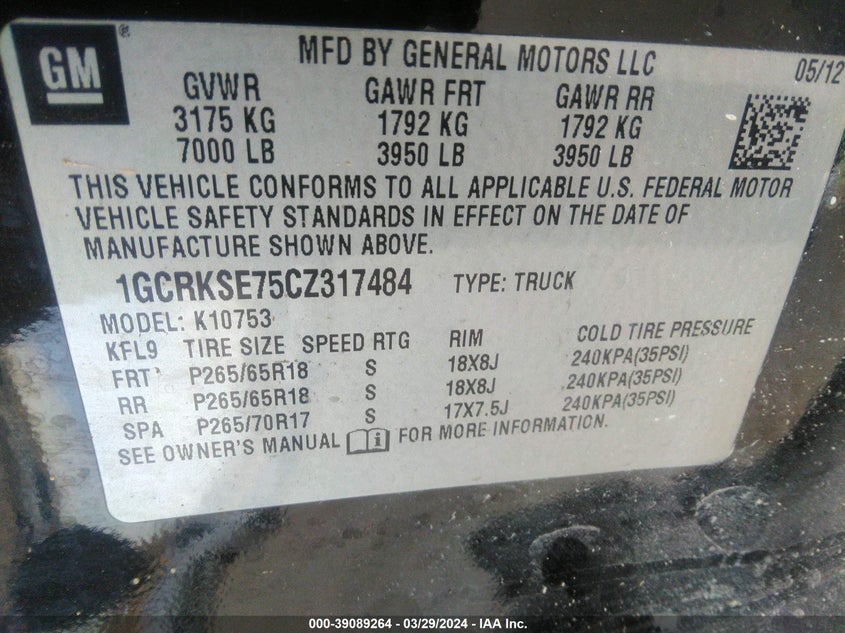 GM®
MFD BY GENERAL MOTORS LLC 05/12
GVWR GAWR FRT GAWR RR
3175 KG 1792 KG 1792 KG
7000 LB 3950 LB 3950 LB
THIS VEHICLE CONFORMS TO ALL APPLICABLE U.S. FEDERAL MOTOR
VEHICLE SAFETY STANDARDS IN EFFECT ON THE DATE OF
MANUFACTURE SHOWN ABOVE.
1GCRKSE75CZ317484 TYPE: TRUCK
MODEL: K10753
KFL9 TIRE SIZE SPEED RTG RIM COLD TIRE PRESSURE
FRT P265/65R18 S 18X8J 240KPA(35PSI)
RR P265/65R18 S 18X8J 240KPA(35PSI)
SPA P265/70R17 S 17X7.5J 240KPA(35PSI)
SEE OWNER'S MANUAL FOR MORE INFORMATION.
000-39089264 - 03/29/2024 - IAA Inc.